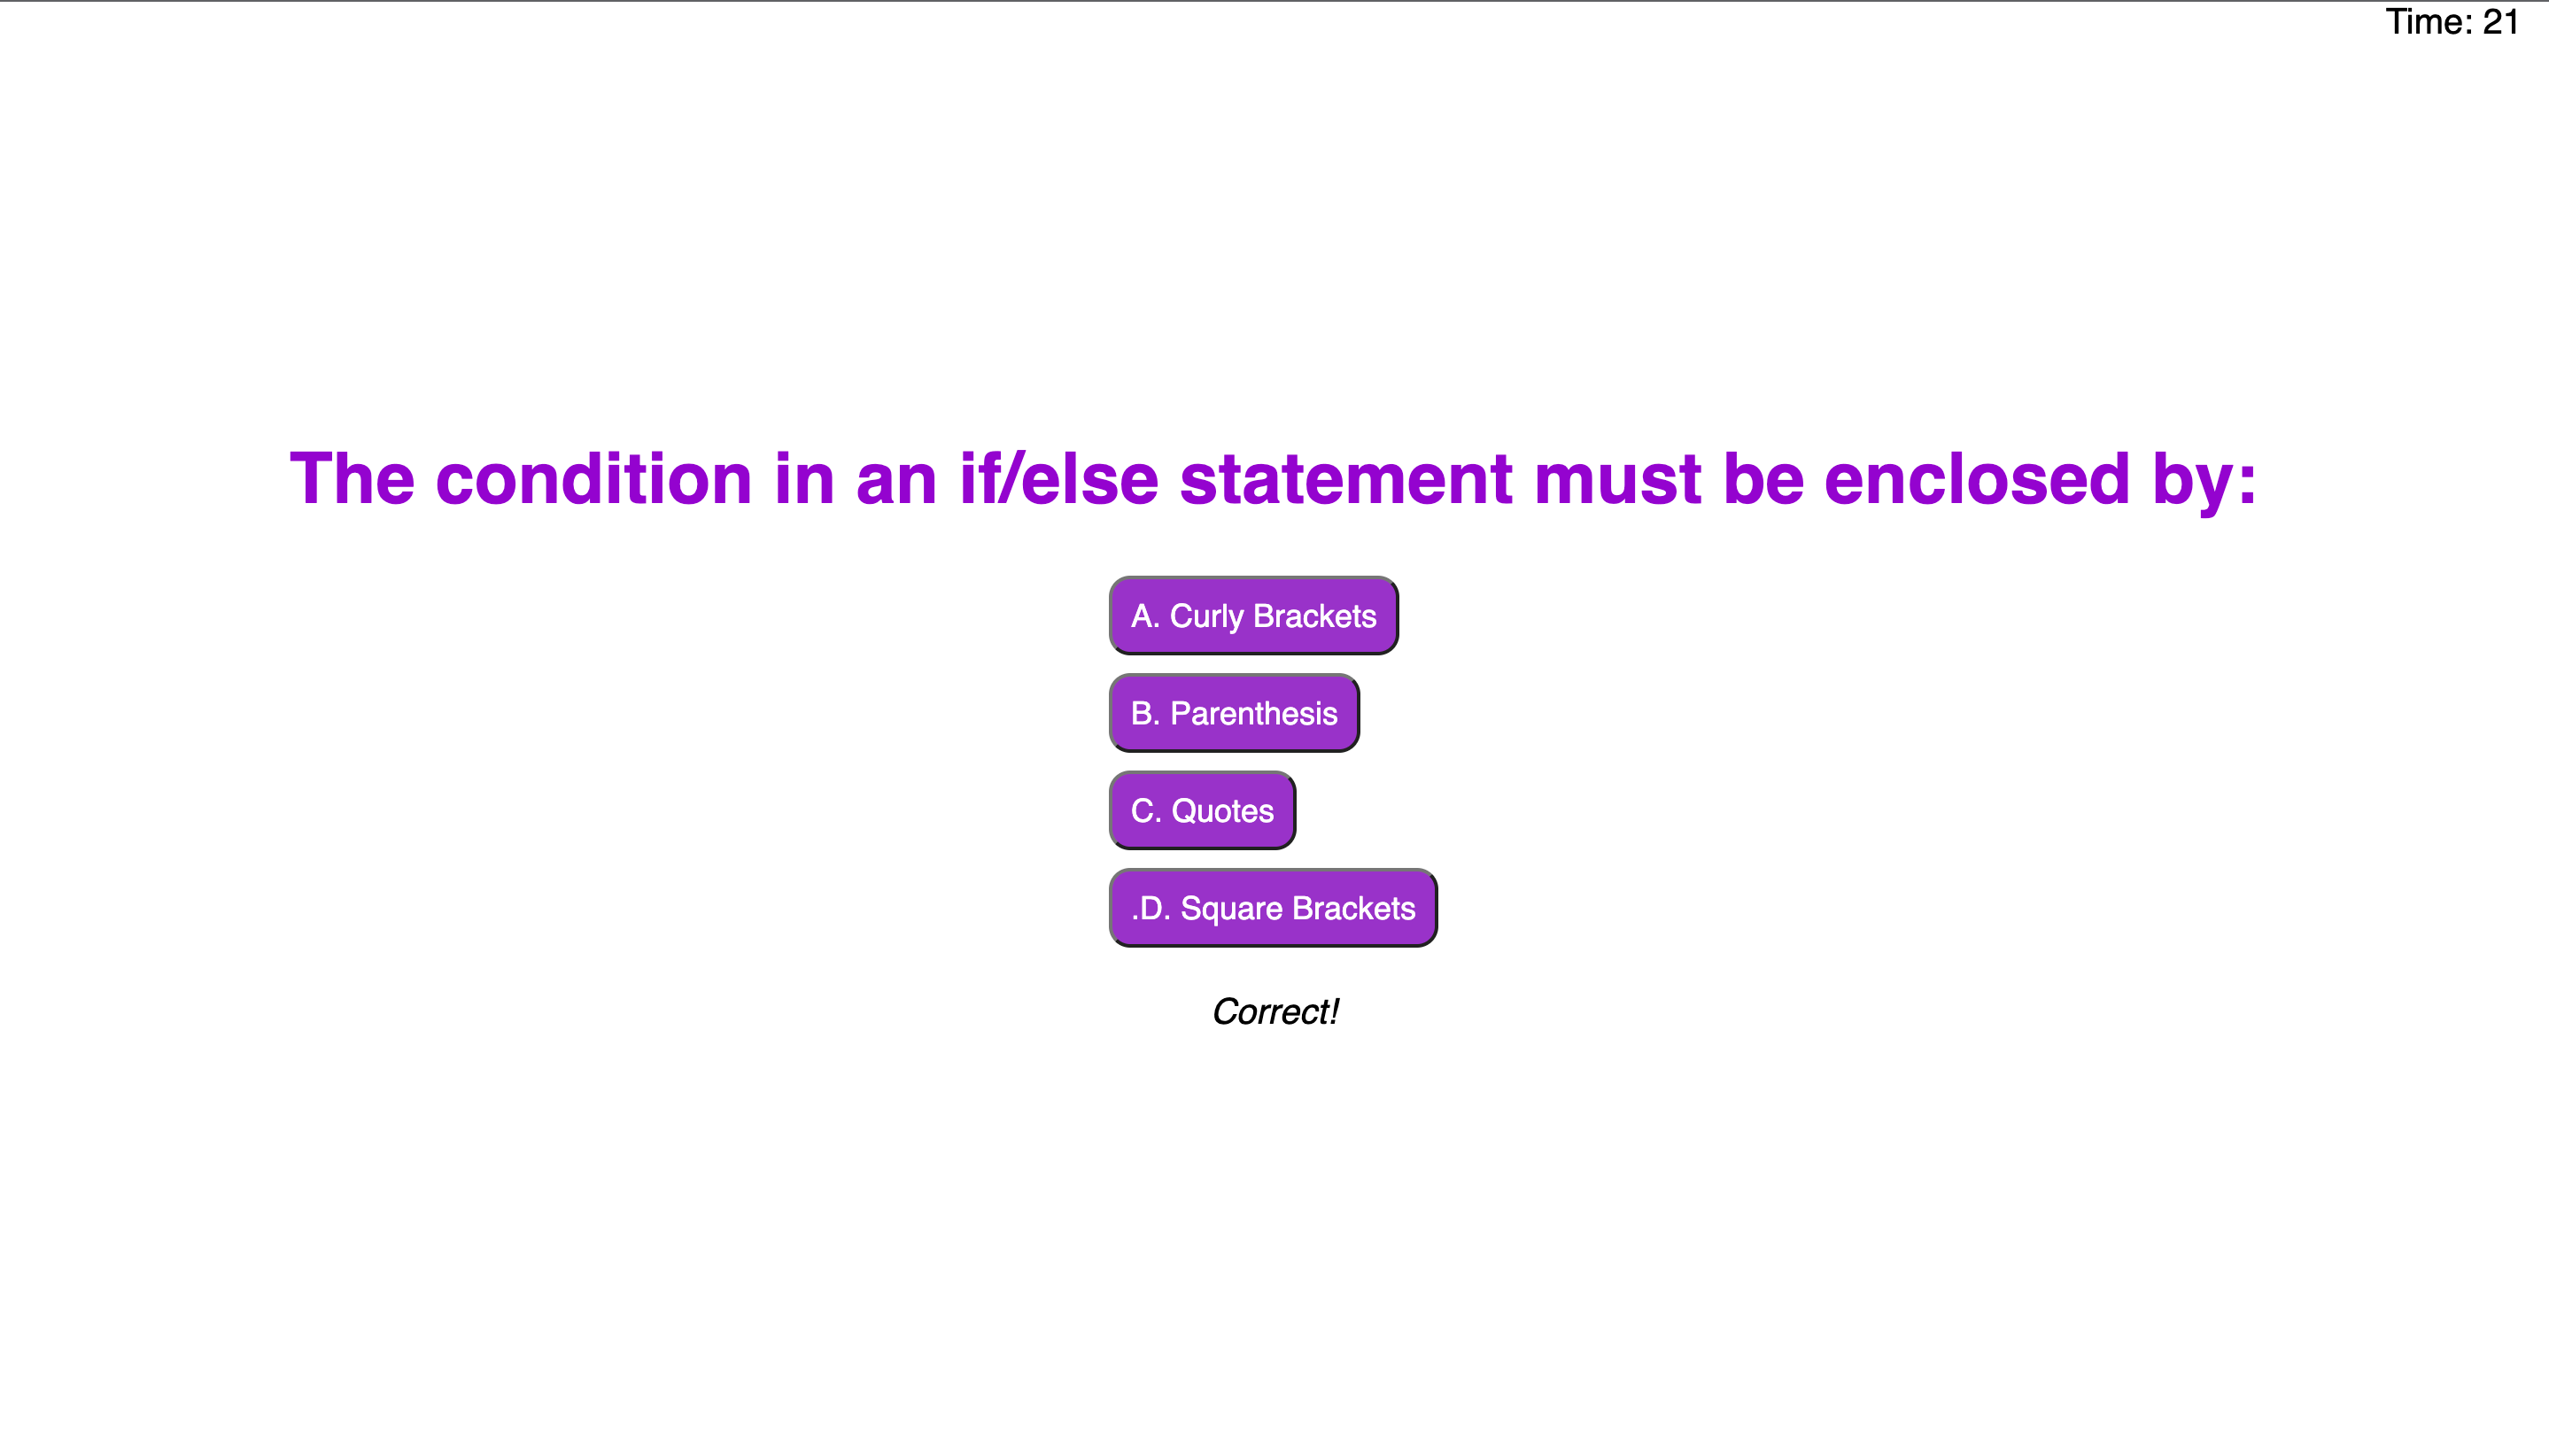 Time: 21
The condition in an if/else statement must be enclosed by:
A. Curly Brackets
B. Parenthesis
C. Quotes
.D. Square Brackets
Correct!